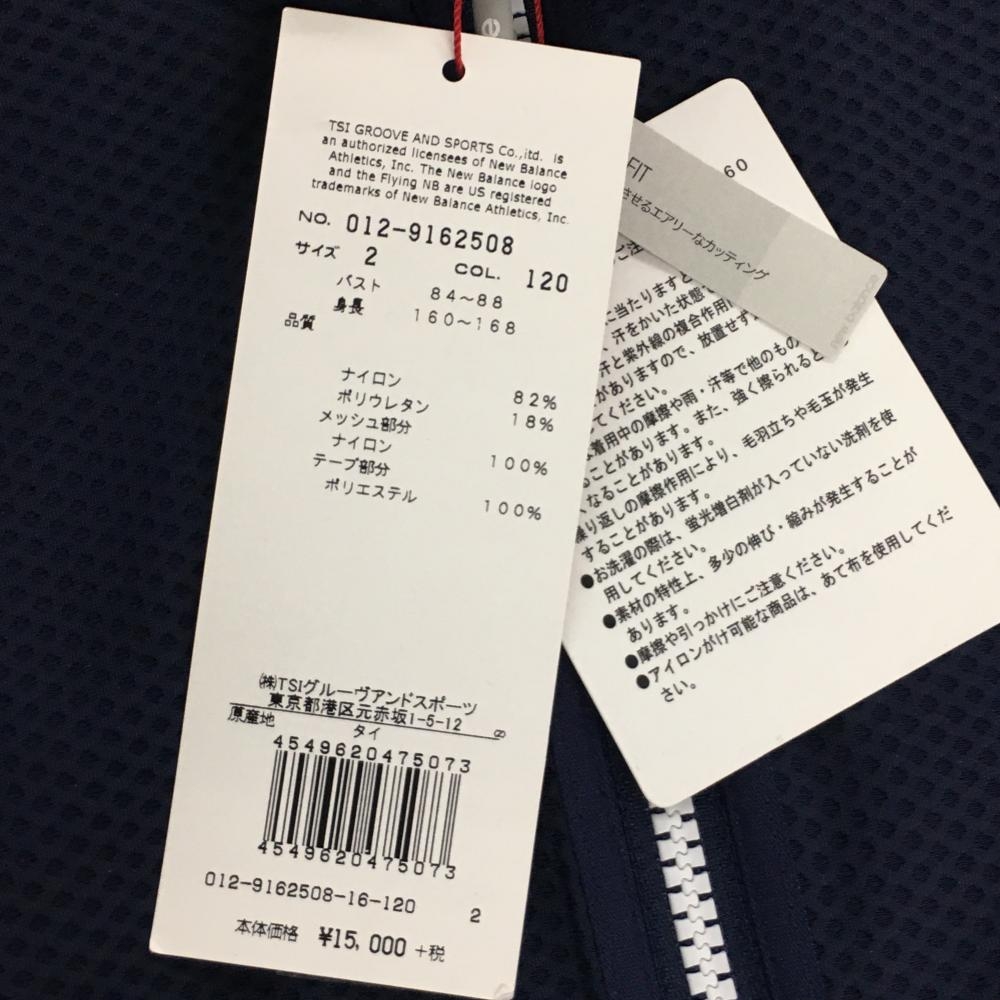 TSI GROOVE AND SPORTS Co.,itd. is
an authorized licensees of New Balance
Athletics, Inc. The New Balance logo
and the Flying NB are US registered
trademarks of New Balance Athletics, Inc.
NO. 012-9162508
サイズ 2 COL. 120
バスト 84～88
身長 160～168
品質
ナイロン 82%
ポリウレタン 18%
メッシュ部分
ナイロン 100%
テープ部分
ポリエステル 100%
㈱TSIグルーヴアンドスポーツ
東京都港区元赤坂1-5-12
原産地 タイ
4549620475073
4549620475073
012-9162508-16-120 2
本体価格 ¥15,000 +税
FIT
させるエアリーなカッティング
new balance
60
に当たりますと
、汗をかいた状態で
汗と紫外線の複合作用
がありますので、放置せず
てください。
着用中の摩擦や雨・汗等で他のもの
ことがあります。また、強く擦られると
なることがあります。
繰り返しの摩擦作用により、毛羽立ちや毛玉が発生
することがあります。
●お洗濯の際は、蛍光増白剤が入っていない洗剤を使
用してください。
●素材の特性上、多少の伸び・縮みが発生することが
あります。
●摩擦や引っかけにご注意ください。
●アイロンがけ可能な商品は、あて布を使用してくだ
さい。